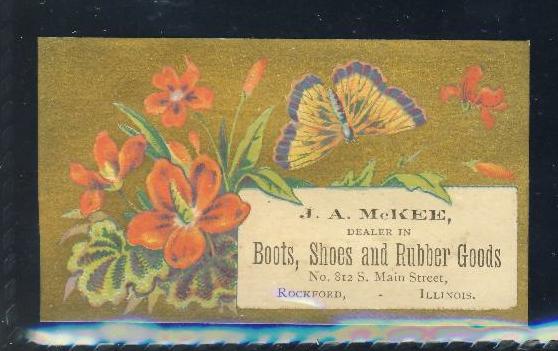 J. A. McKEE,
DEALER IN
Boots, Shoes and Rubber Goods
No. 812 S. Main Street,
ROCKFORD, - ILLINOIS.